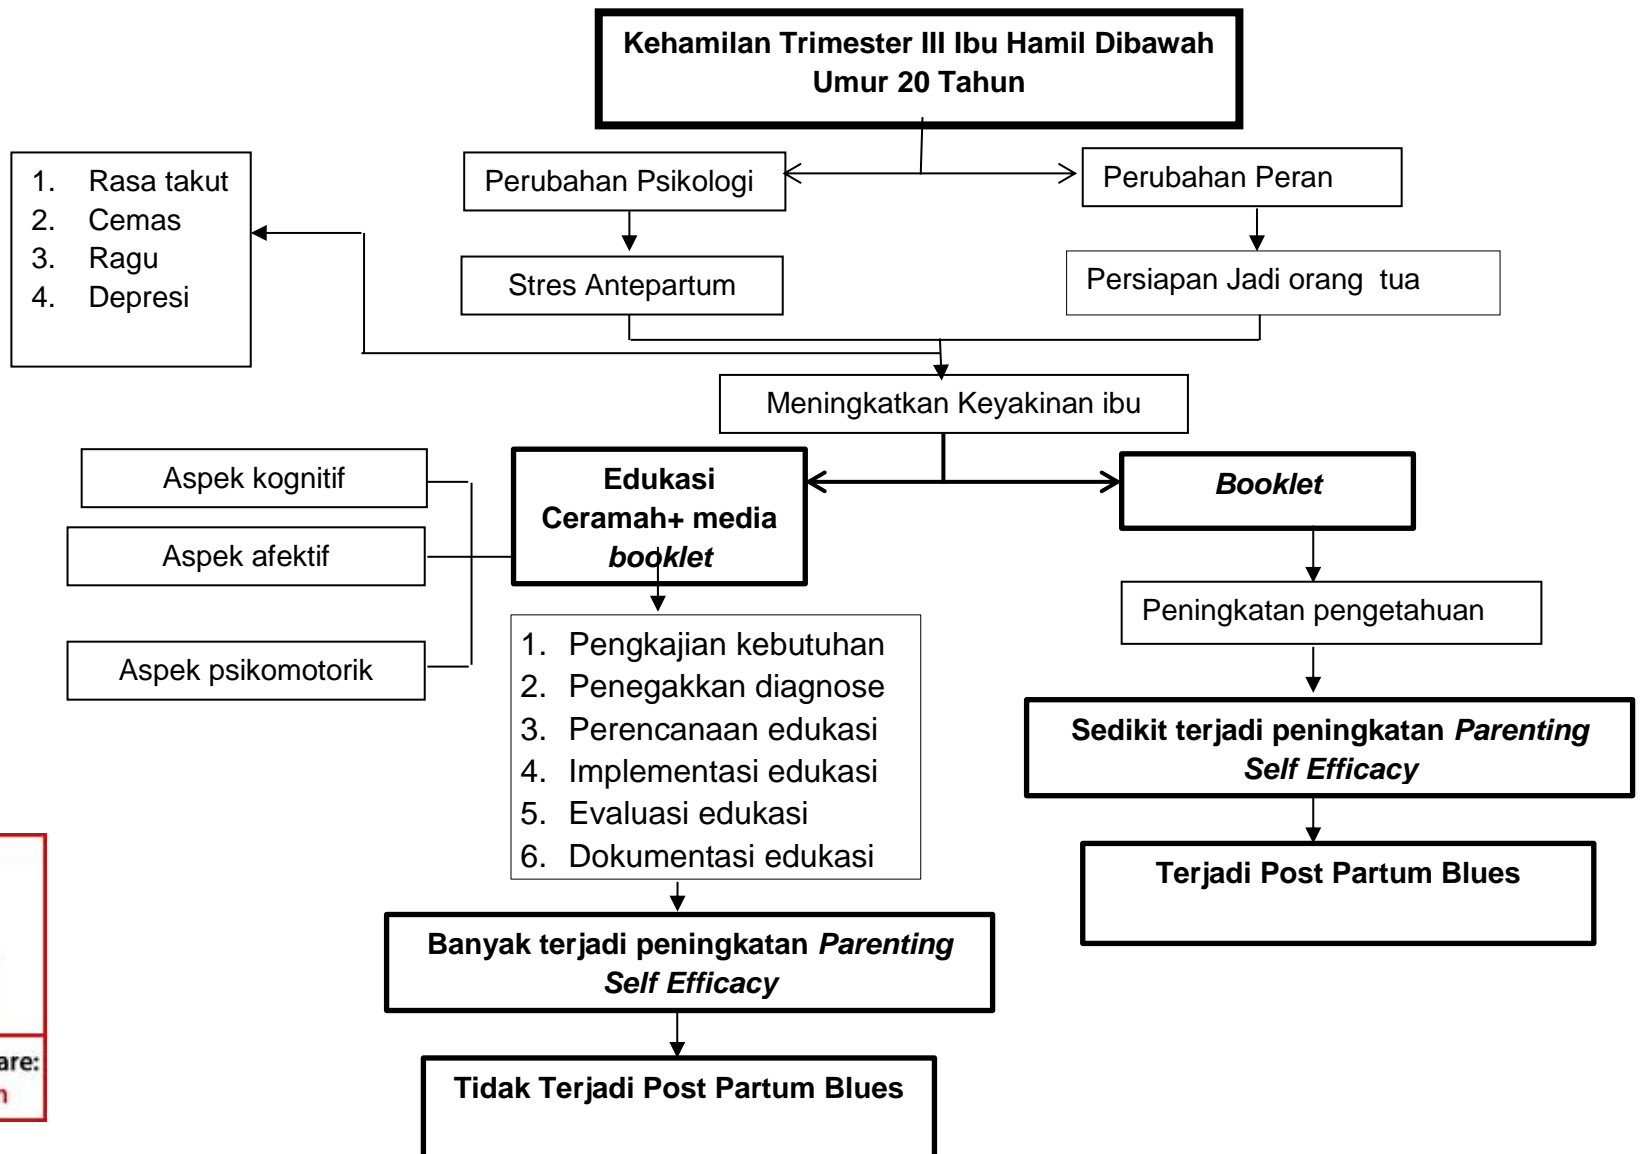 Kehamilan Trimester III Ibu Hamil Dibawah
Umur 20 Tahun
1. Rasa takut
2. Cemas
3. Ragu
4. Depresi
Perubahan Psikologi
Perubahan Peran
Stres Antepartum
Persiapan Jadi orang tua
Meningkatkan Keyakinan ibu
Aspek kognitif
Aspek afektif
Aspek psikomotorik
Edukasi
Ceramah+ media
booklet
Booklet
1. Pengkajian kebutuhan
2. Penegakkan diagnose
3. Perencanaan edukasi
4. Implementasi edukasi
5. Evaluasi edukasi
6. Dokumentasi edukasi
Peningkatan pengetahuan
Sedikit terjadi peningkatan Parenting
Self Efficacy
Terjadi Post Partum Blues
Banyak terjadi peningkatan Parenting
Self Efficacy
Tidak Terjadi Post Partum Blues